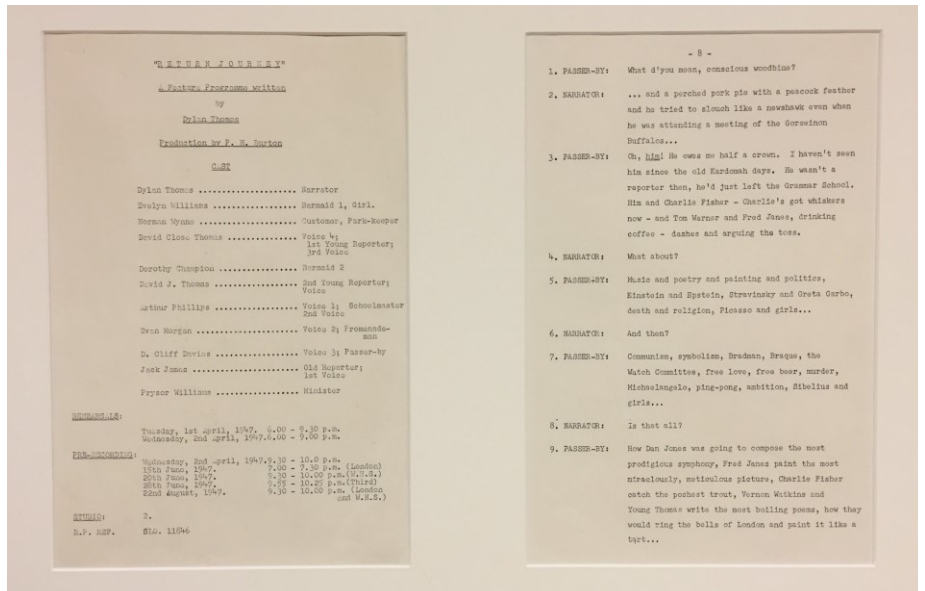 "RETURN JOURNEY"
A Feature Programme written
by
Dylan Thomas
Production by P. H. Burton
CAST
Dylan Thomas .................... Narrator
Evelyn Williams .................. Barmaid 1, Girl.
Norman Wynne .................... Customer, Park-keeper
David Close Thomas ............... Voice 4;
1st Young Reporter;
3rd Voice
Dorothy Champion ................ Barmaid 2
David J. Thomas .................. 2nd Young Reporter;
Voice
Arthur Phillips .................. Voice 1; Schoolmaster
2nd Voice
Evan Morgan ..................... Voice 2; Promenade-
man
D. Cliff Davies .................. Voice 3; Passer-by
Jack James ...................... Old Reporter;
1st Voice
Prysor Williams .................. Minister
REHEARSALS:
Tuesday, 1st April, 1947. 6.00 - 9.30 p.m.
Wednesday, 2nd April, 1947.6.00 - 9.00 p.m.
PRE-RECORDING:
Wednesday, 2nd April, 1947.9.30 - 10.0 p.m.
15th June, 1947. 7.00 - 7.30 p.m. (London)
20th June, 1947. 9.30 - 10.00 p.m.(W.H.S.)
28th June, 1947. 9.55 - 10.25 p.m.(Third)
22nd August, 1947. 9.30 - 10.00 p.m. (London
and W.H.S.)
STUDIO: 2.
R.P. REF. SLO. 11846
- 8 -
1. PASSER-BY: What d'you mean, conscious woodbine?
2. NARRATOR: ... and a perched pork pie with a peacock feather
and he tried to slouch like a newshawk even when
he was attending a meeting of the Gorseinon
Buffalos...
3. PASSER-BY: Oh, him! He owes me half a crown. I haven't seen
him since the old Kardomah days. He wasn't a
reporter then, he'd just left the Grammar School.
Him and Charlie Fisher - Charlie's got whiskers
now - and Tom Warner and Fred Janes, drinking
coffee - dashes and arguing the toss.
4. NARRATOR: What about?
5. PASSER-BY: Music and poetry and painting and politics,
Einstein and Epstein, Stravinsky and Greta Garbo,
death and religion, Picasso and girls...
6. NARRATOR: And then?
7. PASSER-BY: Communism, symbolism, Bradman, Braque, the
Watch Committee, free love, free beer, murder,
Michaelangelo, ping-pong, ambition, Sibelius and
girls...
8. NARRATOR: Is that all?
9. PASSER-BY: How Dan Jones was going to compose the most
prodigious symphony, Fred Janes paint the most
miraclously, meticulous picture, Charlie Fisher
catch the poshest trout, Vernon Watkins and
Young Thomas write the most boiling poems, how they
would ring the bells of London and paint it like a
tart...